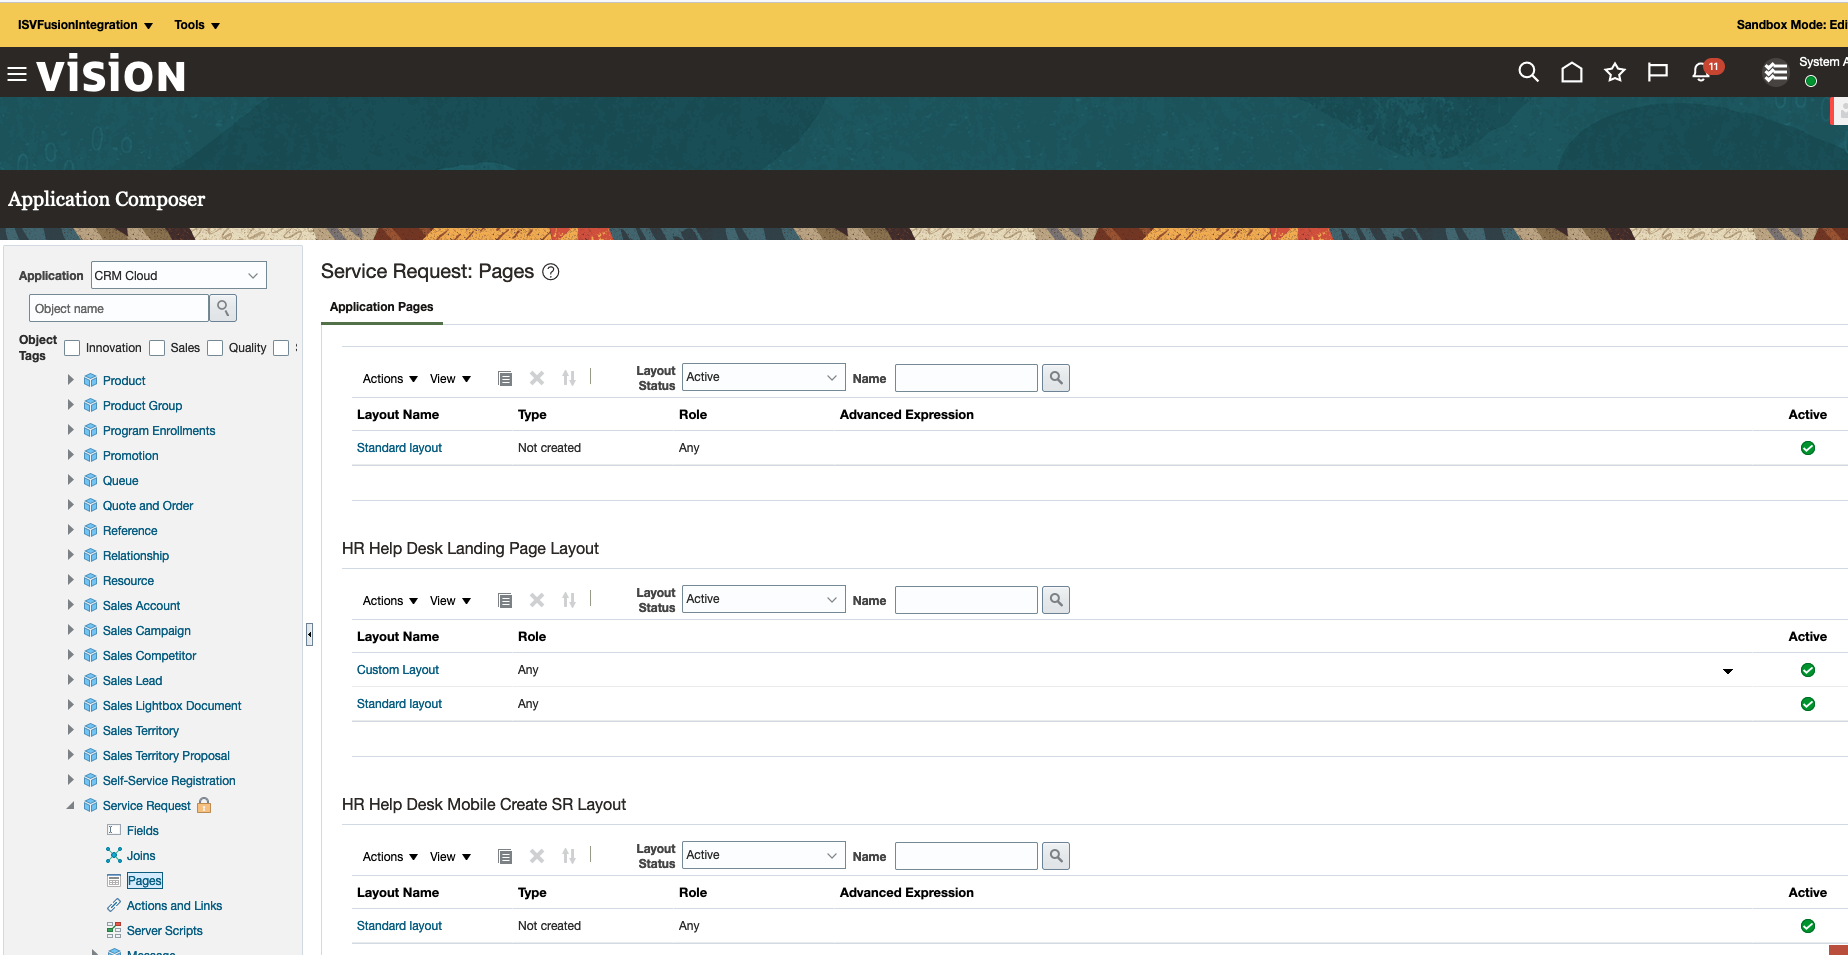 ISVFusionIntegration Tools Sandbox Mode: Edi
VISION 11 System A
Application Composer
Application CRM Cloud
Object name
Object Tags Innovation Sales Quality
Product
Product Group
Program Enrollments
Promotion
Queue
Quote and Order
Reference
Relationship
Resource
Sales Account
Sales Campaign
Sales Competitor
Sales Lead
Sales Lightbox Document
Sales Territory
Sales Territory Proposal
Self-Service Registration
Service Request
Fields
Joins
Pages
Actions and Links
Server Scripts
Message
Service Request: Pages ?
Application Pages
Actions View Layout Status Active Name
Layout Name Type Role Advanced Expression Active
Standard layout Not created Any
HR Help Desk Landing Page Layout
Actions View Layout Status Active Name
Layout Name Role Active
Custom Layout Any
Standard layout Any
HR Help Desk Mobile Create SR Layout
Actions View Layout Status Active Name
Layout Name Type Role Advanced Expression Active
Standard layout Not created Any